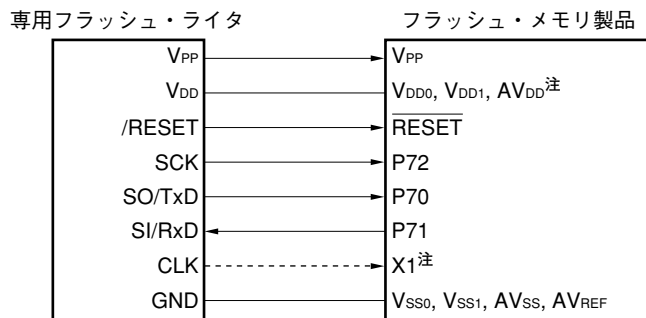 専用フラッシュ・ライタ フラッシュ・メモリ製品
VPP VPP
VDD VDD0, VDD1, AVDD注
/RESET RESET
SCK P72
SO/TxD P70
SI/RxD P71
CLK X1注
GND VSS0, VSS1, AVSS, AVREF